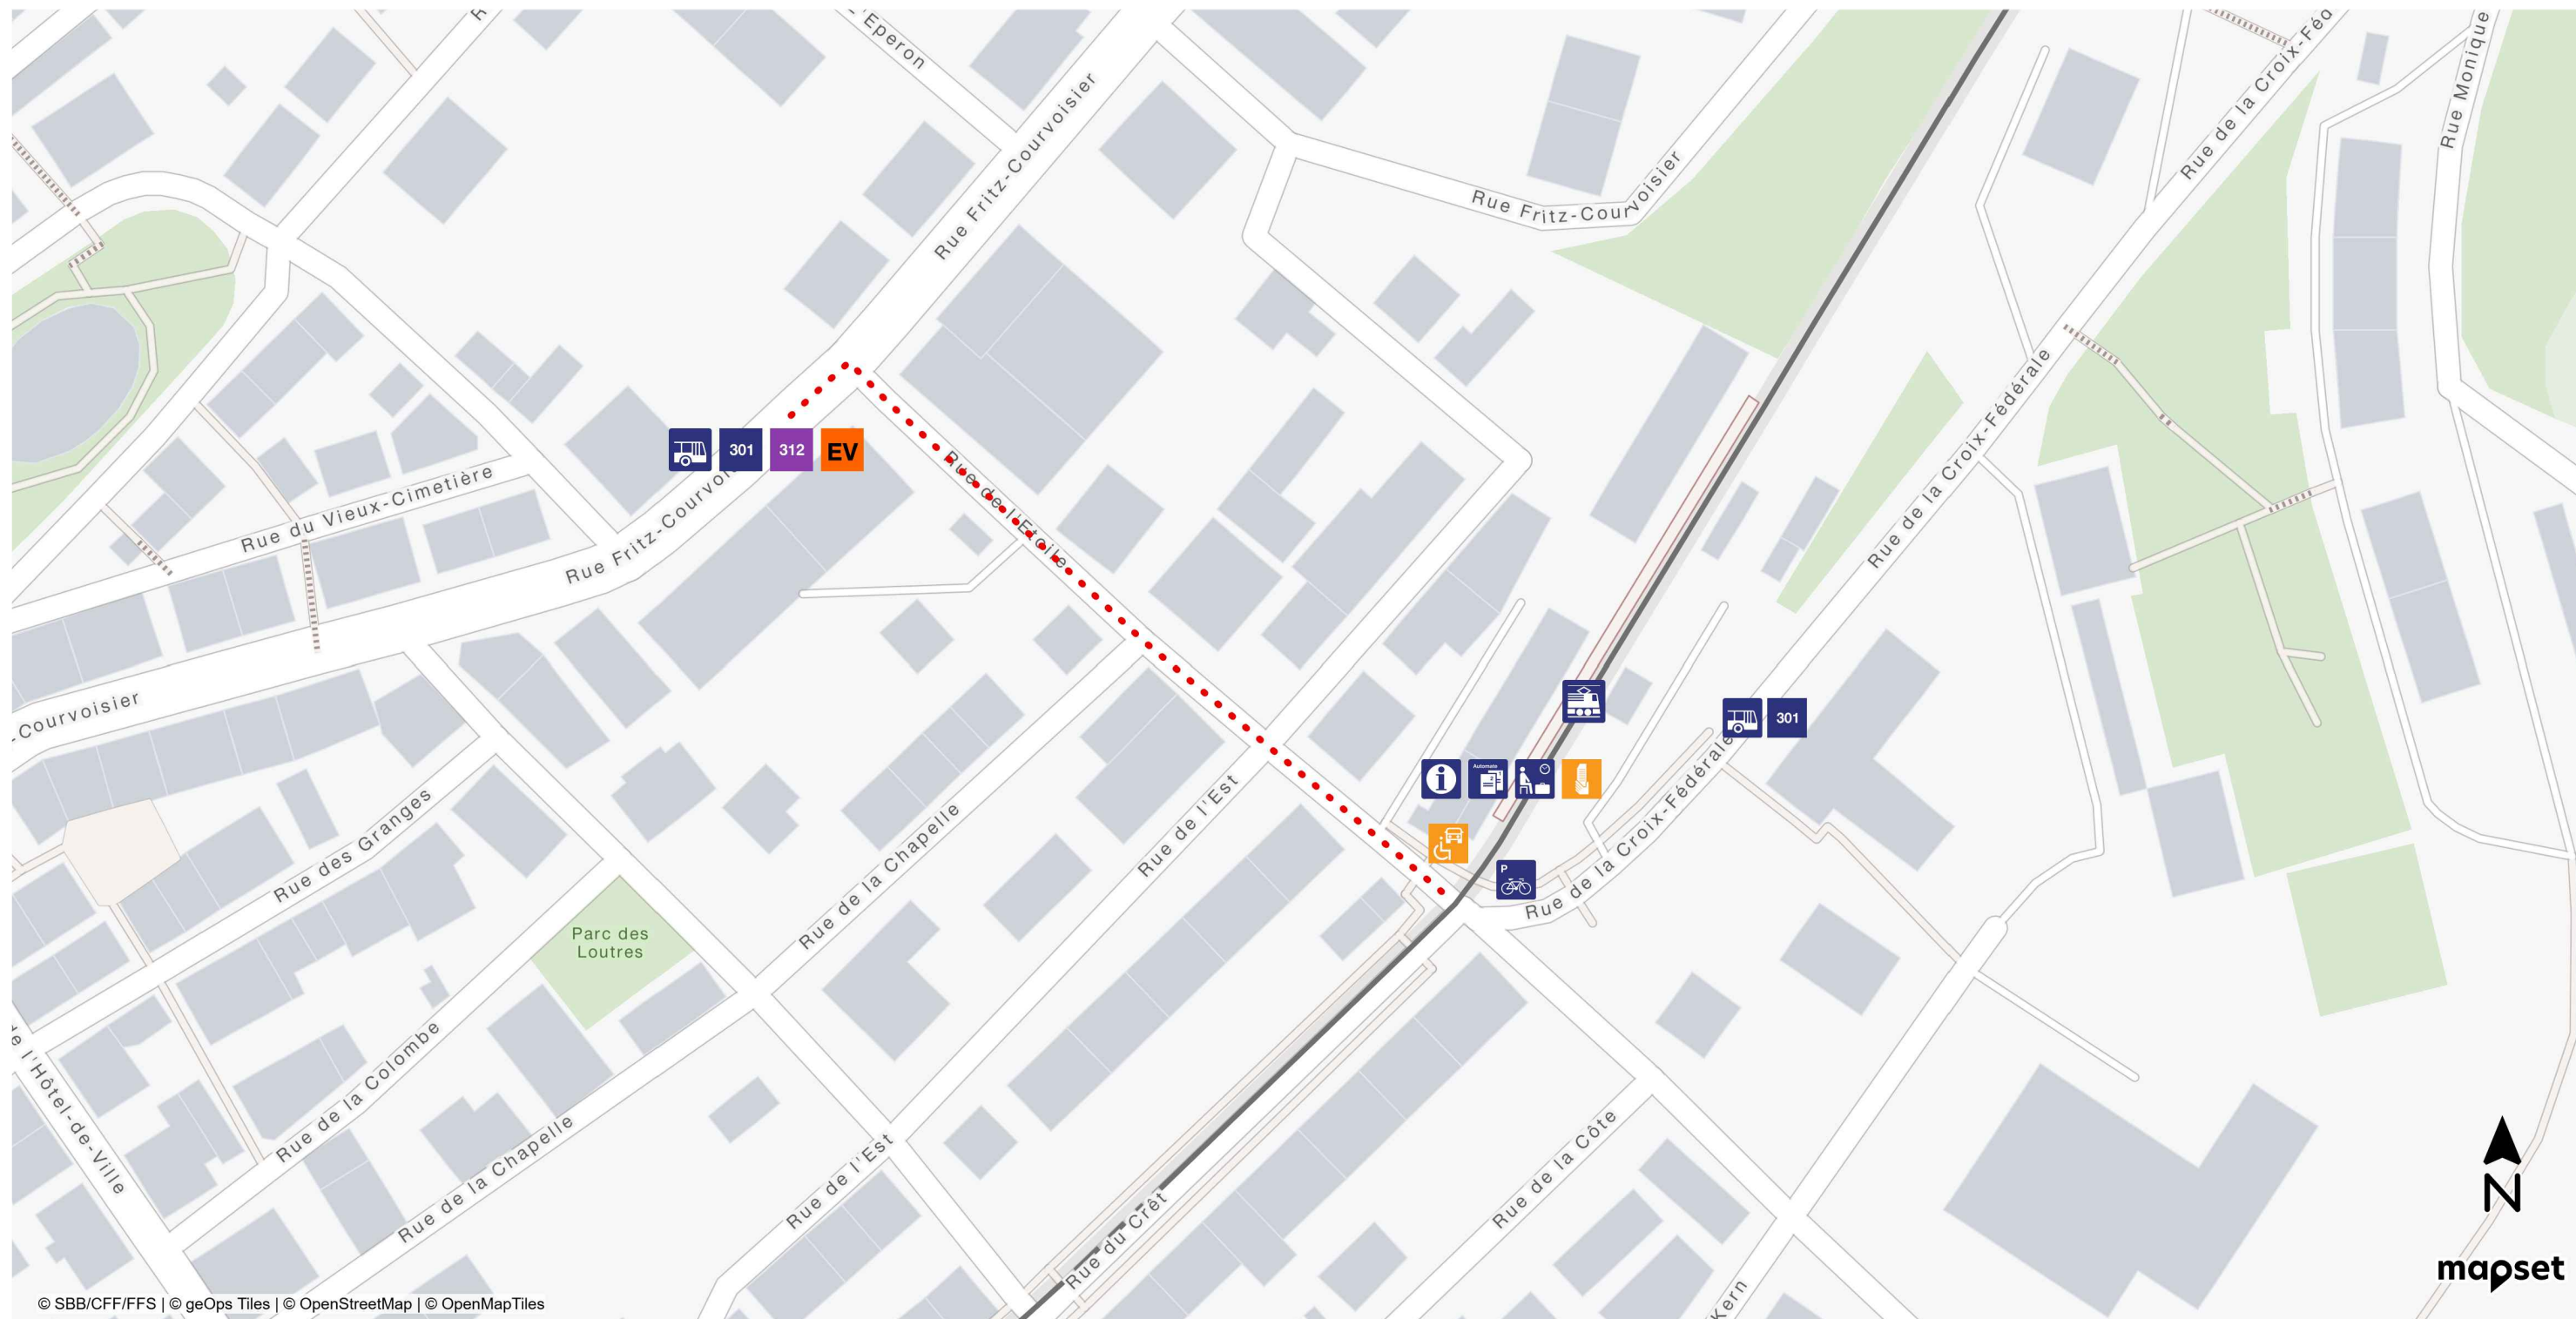 L'Eperon
Rue Monique
Rue de la Croix-Féd
Rue Fritz-Courvoisier
Rue Fritz-Courvoisier
301
312
EV
Rue du Vieux-Cimetière
Rue Fritz-Courvoi
Rue de l'Etoile
Rue de la Croix-Fédérale
-Courvoisier
301
Automate
P
Rue de la Croix-Fédérale
Rue des Granges
Rue de la Chapelle
Rue de l'Est
Parc des
Loutres
de l'Hôtel-de-Ville
Rue de la Colombe
Rue de la Chapelle
Rue de l'Est
Rue du Crêt
Rue de la Côte
Kern
N
mapset
© SBB/CFF/FFS | © geOps Tiles | © OpenStreetMap | © OpenMapTiles